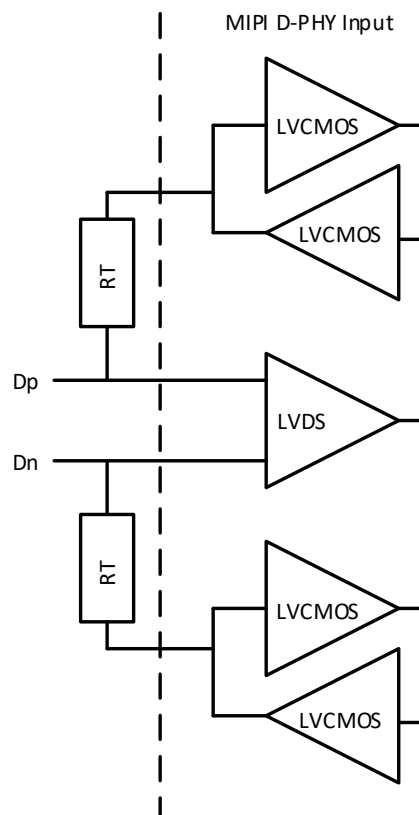 MIPI D-PHY Input
LVCMOS
LVCMOS
RT
Dp
LVDS
Dn
RT
LVCMOS
LVCMOS